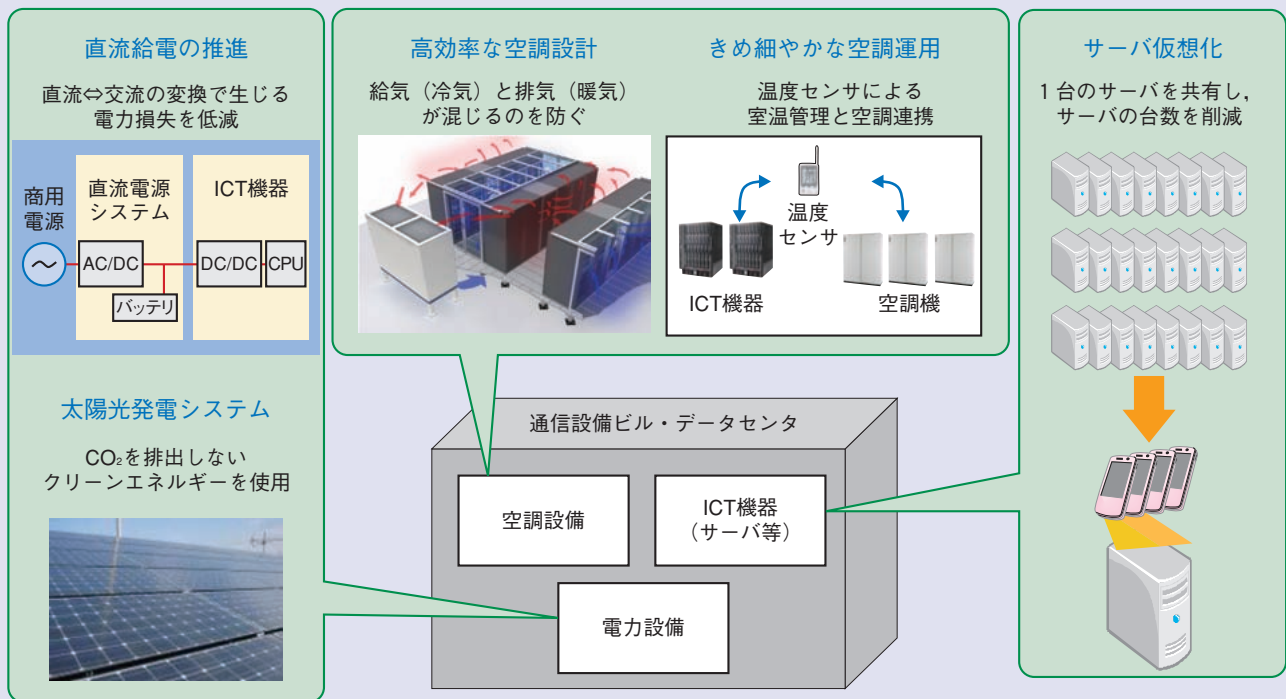 直流給電の推進
直流⇔交流の変換で生じる
電力損失を低減
商用
電源
直流電源
システム
ICT機器
AC/DC
DC/DC
CPU
バッテリ
太陽光発電システム
CO₂を排出しない
クリーンエネルギーを使用
高効率な空調設計
給気（冷気）と排気（暖気）
が混じるのを防ぐ
きめ細やかな空調運用
温度センサによる
室温管理と空調連携
温度
センサ
ICT機器
空調機
サーバ仮想化
1台のサーバを共有し，
サーバの台数を削減
通信設備ビル・データセンタ
空調設備
ICT機器
（サーバ等）
電力設備